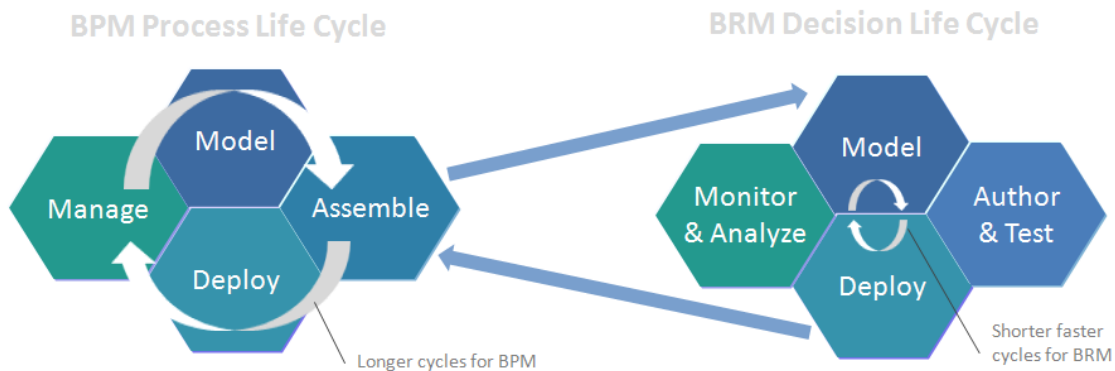 BPM Process Life Cycle
Model
Manage
Assemble
Deploy
Longer cycles for BPM
BRM Decision Life Cycle
Model
Monitor
& Analyze
Author
& Test
Deploy
Shorter faster
cycles for BRM